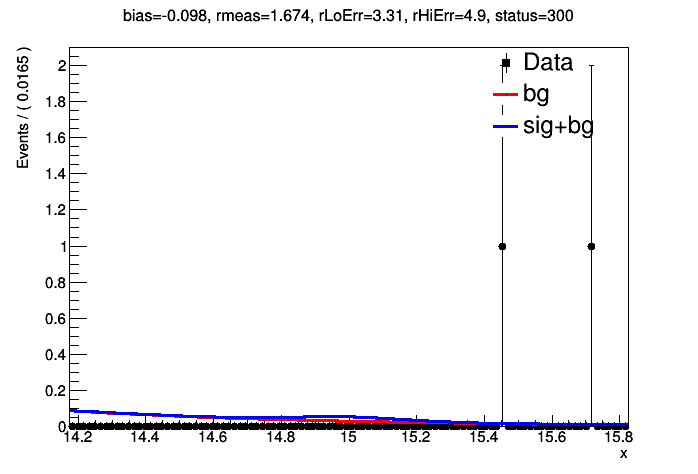 bias=-0.098, rmeas=1.674, rLoErr=3.31, rHiErr=4.9, status=300
Events / ( 0.0165 )
2
1.8
1.6
1.4
1.2
1
0.8
0.6
0.4
0.2
0
Data
bg
sig+bg
14.2 14.4 14.6 14.8 15 15.2 15.4 15.6 15.8
x